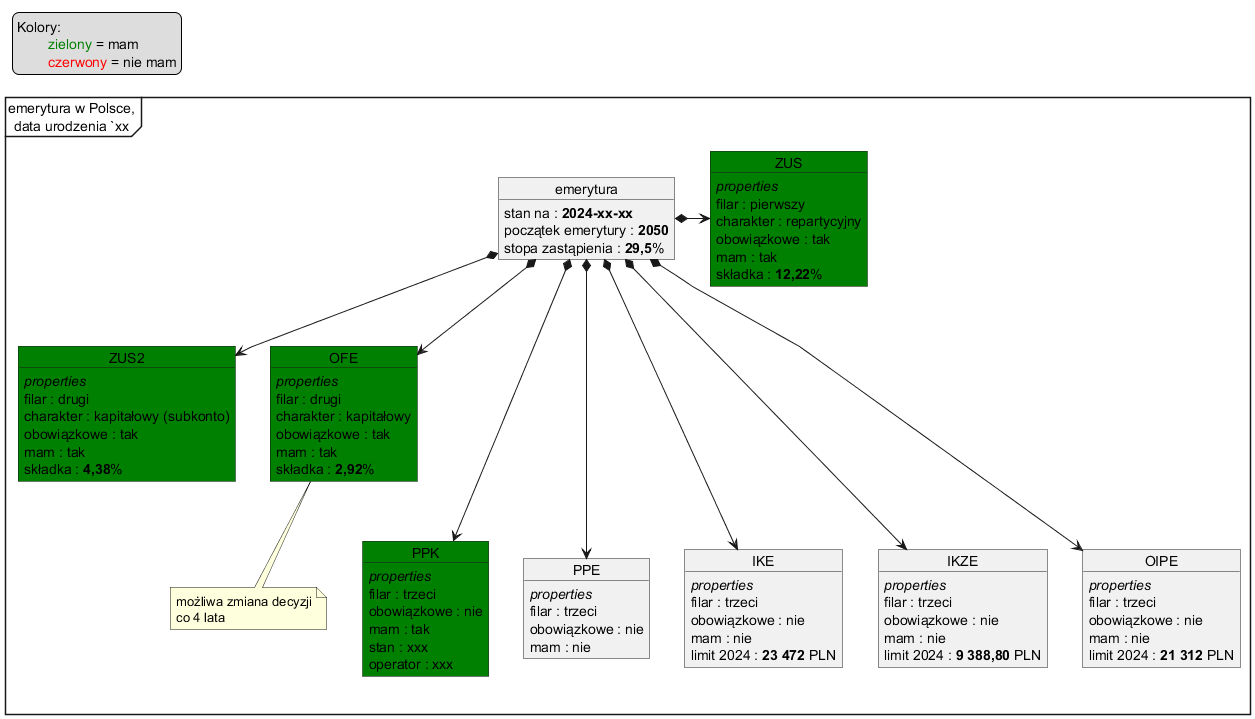 Kolory:
zielony = mam
czerwony = nie mam
emerytura w Polsce,
data urodzenia `xx
emerytura
stan na : 2024-xx-xx
początek emerytury : 2050
stopa zastąpienia : 29,5%
ZUS
properties
filar : pierwszy
charakter : repartycyjny
obowiązkowe : tak
mam : tak
składka : 12,22%
ZUS2
properties
filar : drugi
charakter : kapitałowy (subkonto)
obowiązkowe : tak
mam : tak
składka : 4,38%
OFE
properties
filar : drugi
charakter : kapitałowy
obowiązkowe : tak
mam : tak
składka : 2,92%
możliwa zmiana decyzji
co 4 lata
PPK
properties
filar : trzeci
obowiązkowe : nie
mam : tak
stan : xxx
operator : xxx
PPE
properties
filar : trzeci
obowiązkowe : nie
mam : nie
IKE
properties
filar : trzeci
obowiązkowe : nie
mam : nie
limit 2024 : 23 472 PLN
IKZE
properties
filar : trzeci
obowiązkowe : nie
mam : nie
limit 2024 : 9 388,80 PLN
OIPE
properties
filar : trzeci
obowiązkowe : nie
mam : nie
limit 2024 : 21 312 PLN